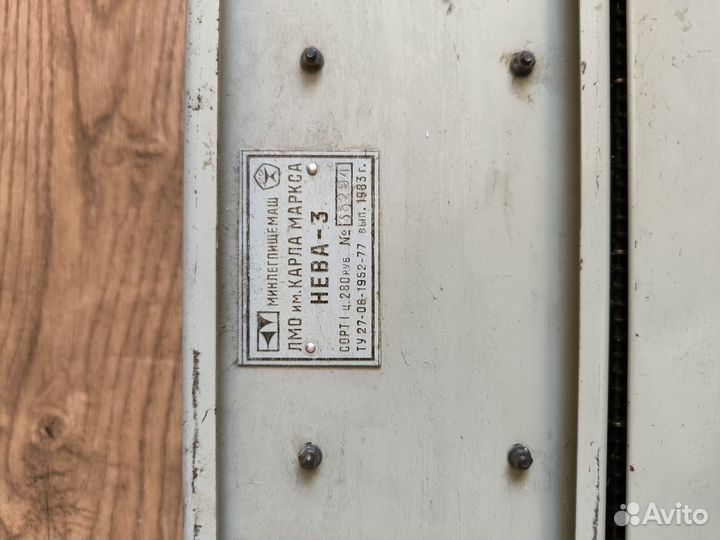 МИНЛЕГПИЩЕМАШ
ЛМО им. КАРЛА МАРКСА
НЕВА-3
СОРТ I ц. 280 РУБ. № 33294
ТУ 27-06-1952-77 вып. 1983 г.
Avito